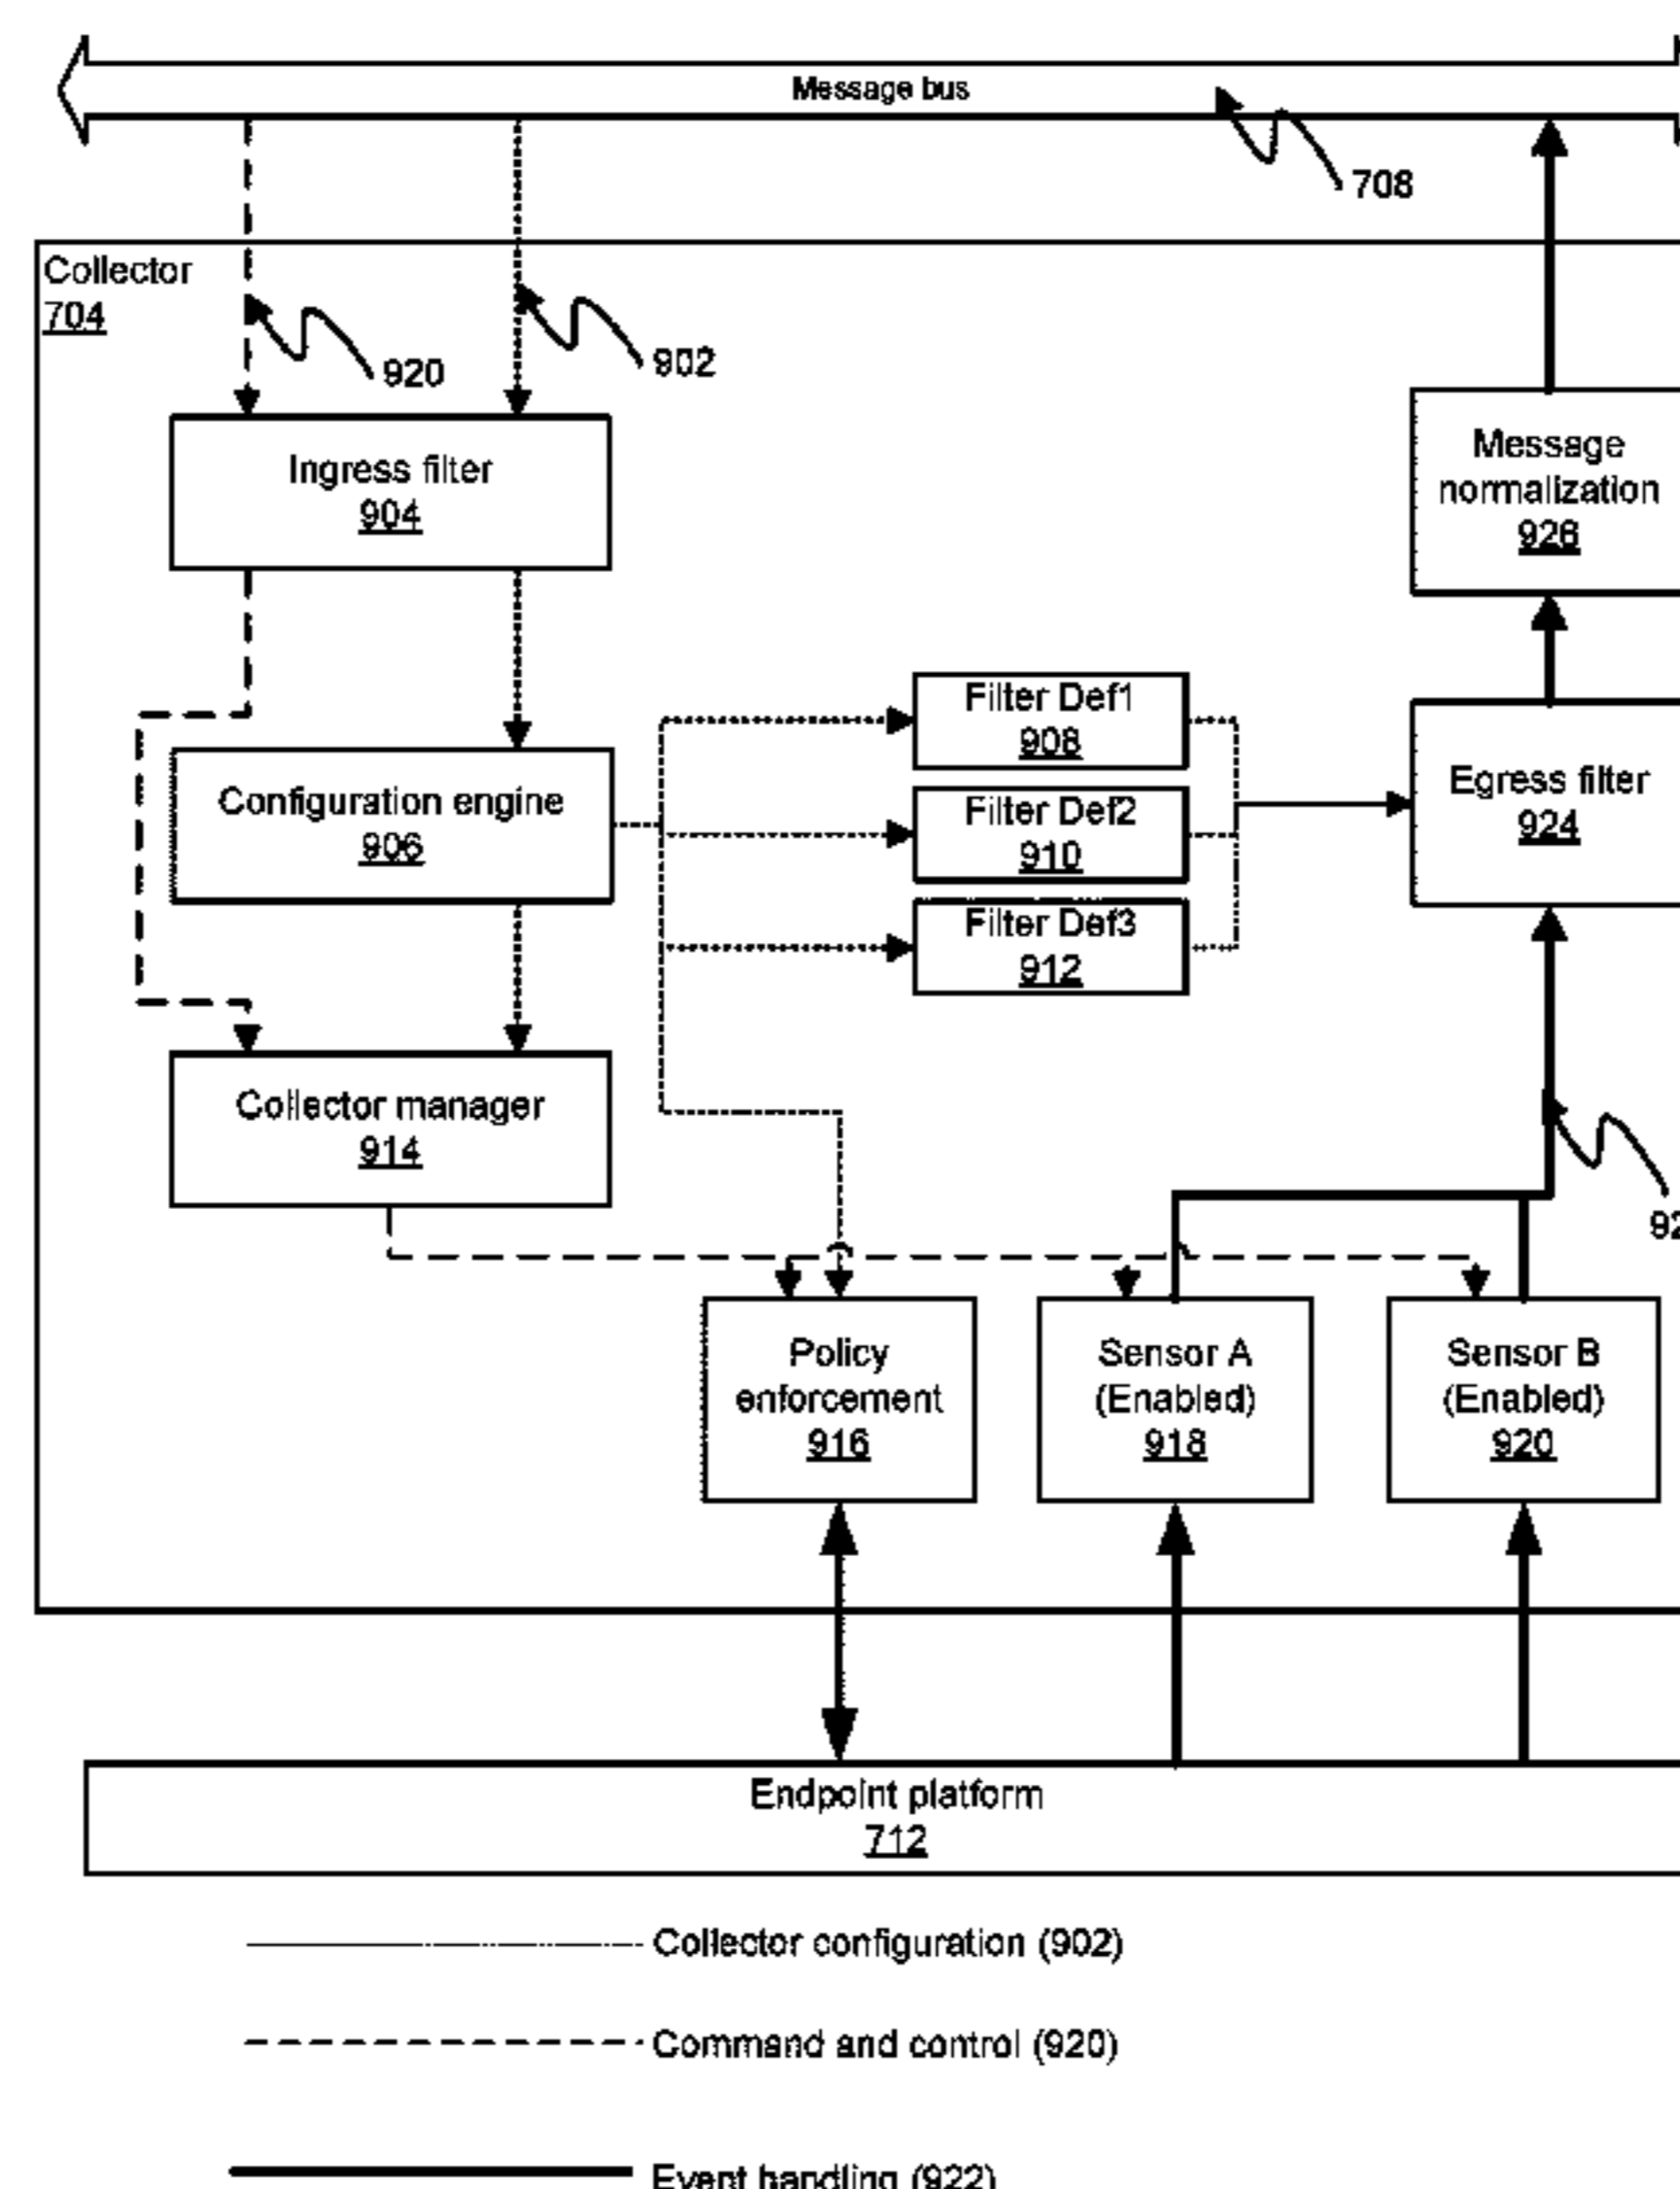 Message bus
708
Collector
704
920
902
Ingress filter
904
Message
normalization
926
Filter Def1
908
Configuration engine
906
Filter Def2
910
Egress filter
924
Filter Def3
912
Collector manager
914
Policy
enforcement
916
Sensor A
(Enabled)
918
Sensor B
(Enabled)
920
Endpoint platform
712
Collector configuration (902)
Command and control (920)
Event handling (922)